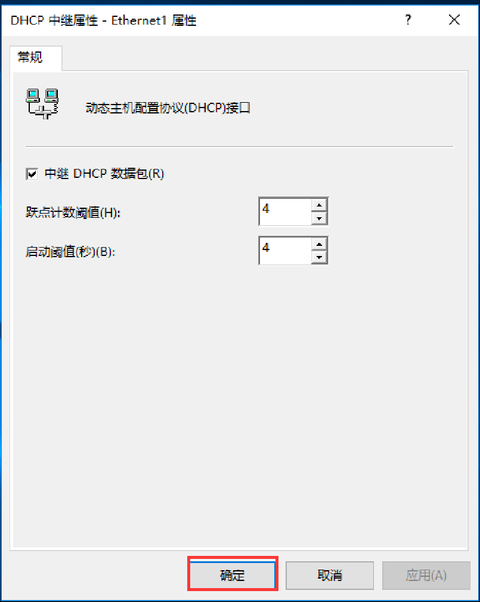 DHCP 中继属性 - Ethernet1 属性
常规
动态主机配置协议(DHCP)接口
中继 DHCP 数据包(R)
跃点计数阈值(H):
4
启动阈值(秒)(B):
4
确定
取消
应用(A)